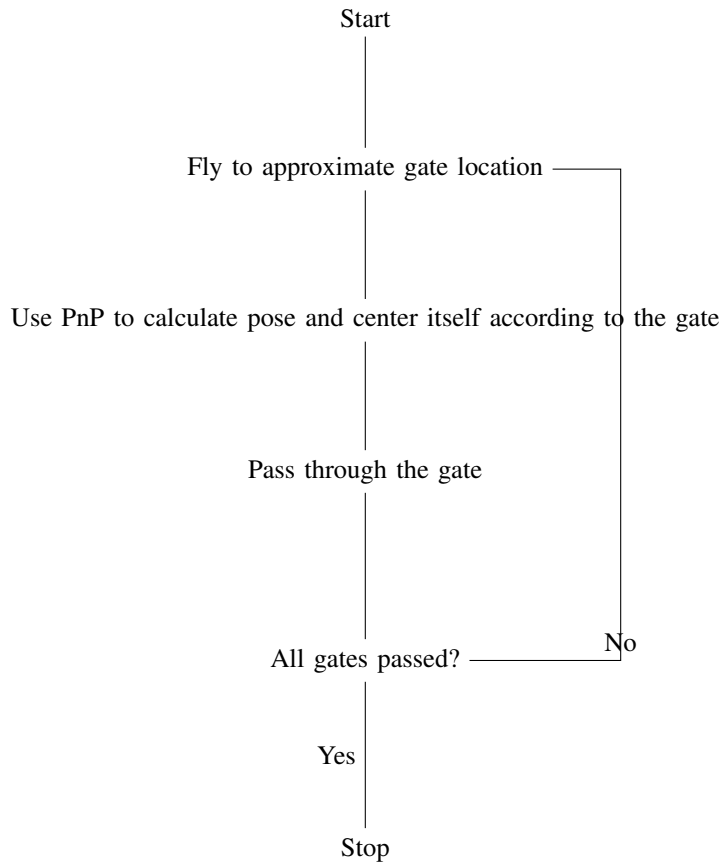 Start
Fly to approximate gate location
Use PnP to calculate pose and center itself according to the gate
Pass through the gate
No
All gates passed?
Yes
Stop